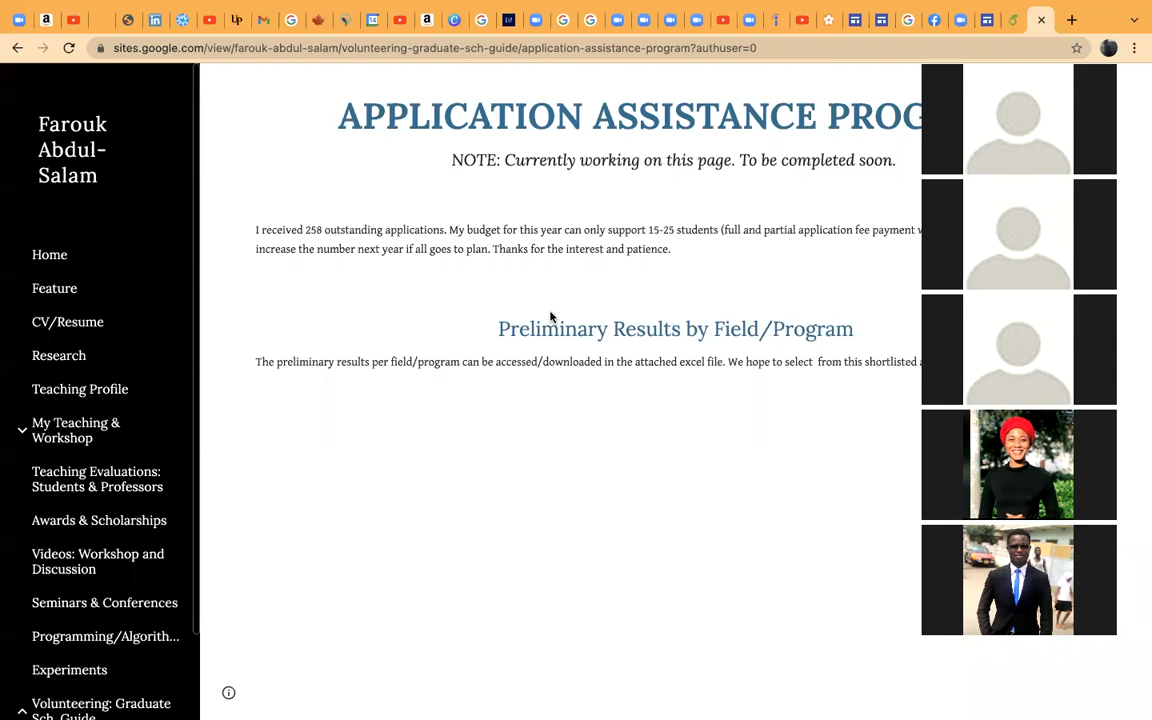 sites.google.com/view/farouk-abdul-salam/volunteering-graduate-sch-guide/application-assistance-program?authuser=0
Farouk
Abdul-
Salam
Home
Feature
CV/Resume
Research
Teaching Profile
My Teaching &
Workshop
Teaching Evaluations:
Students & Professors
Awards & Scholarships
Videos: Workshop and
Discussion
Seminars & Conferences
Programming/Algorith...
Experiments
Volunteering: Graduate
Sch. Guide
APPLICATION ASSISTANCE PROG
NOTE: Currently working on this page. To be completed soon.
I received 258 outstanding applications. My budget for this year can only support 15-25 students (full and partial application fee payment
increase the number next year if all goes to plan. Thanks for the interest and patience.
Preliminary Results by Field/Program
The preliminary results per field/program can be accessed/downloaded in the attached excel file. We hope to select from this shortlisted